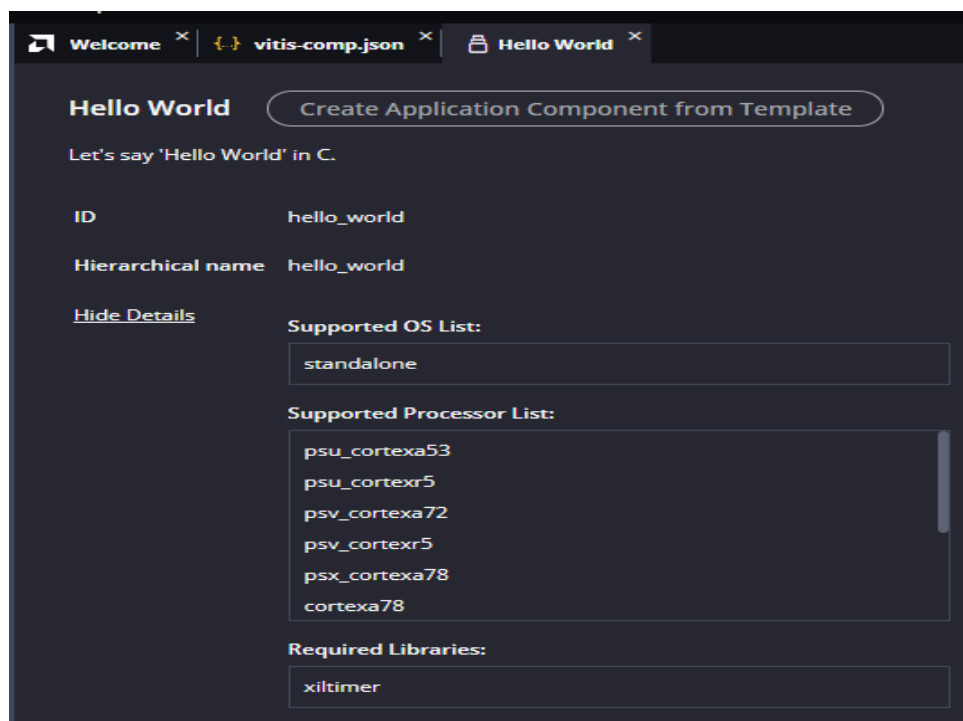 Welcome × {..} vitis-comp.json × Hello World ×
Hello World Create Application Component from Template
Let's say 'Hello World' in C.
ID hello_world
Hierarchical name hello_world
Hide Details
Supported OS List:
standalone
Supported Processor List:
psu_cortexa53
psu_cortexr5
psv_cortexa72
psv_cortexr5
psx_cortexa78
cortexa78
Required Libraries:
xiltimer